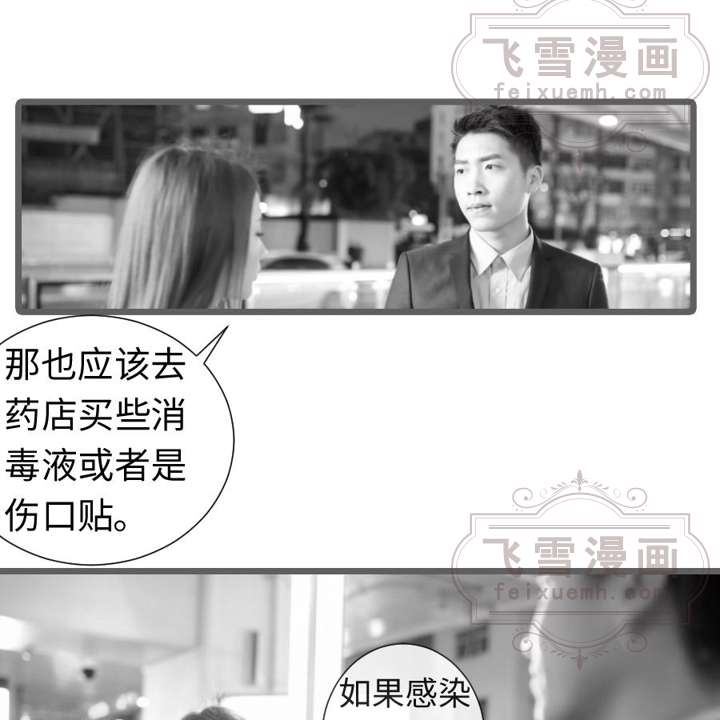 飞雪漫画
feixuemh.com
那也应该去
药店买些消
毒液或者是
伤口贴。
飞雪漫画
feixuemh.com
如果感染